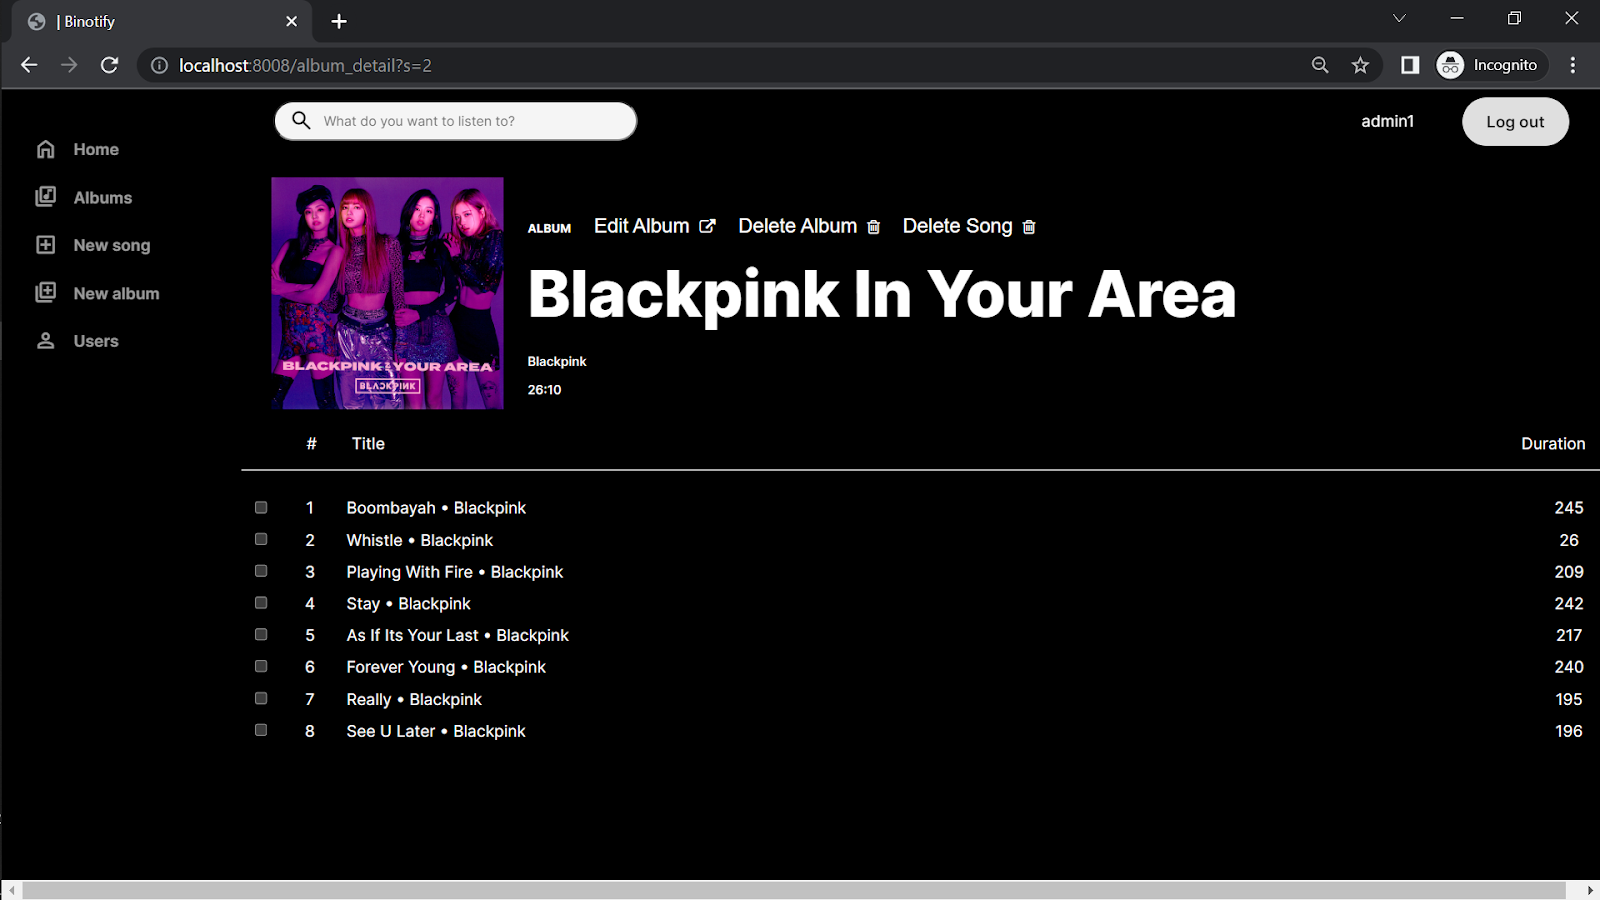 | Binotify
localhost:8008/album_detail?s=2
Incognito
What do you want to listen to?
admin1
Log out
Home
Albums
New song
New album
Users
BLACKPINK IN YOUR AREA
BLACKPINK
ALBUM Edit Album Delete Album Delete Song
Blackpink In Your Area
Blackpink
26:10
# Title Duration
1 Boombayah • Blackpink 245
2 Whistle • Blackpink 26
3 Playing With Fire • Blackpink 209
4 Stay • Blackpink 242
5 As If Its Your Last • Blackpink 217
6 Forever Young • Blackpink 240
7 Really • Blackpink 195
8 See U Later • Blackpink 196